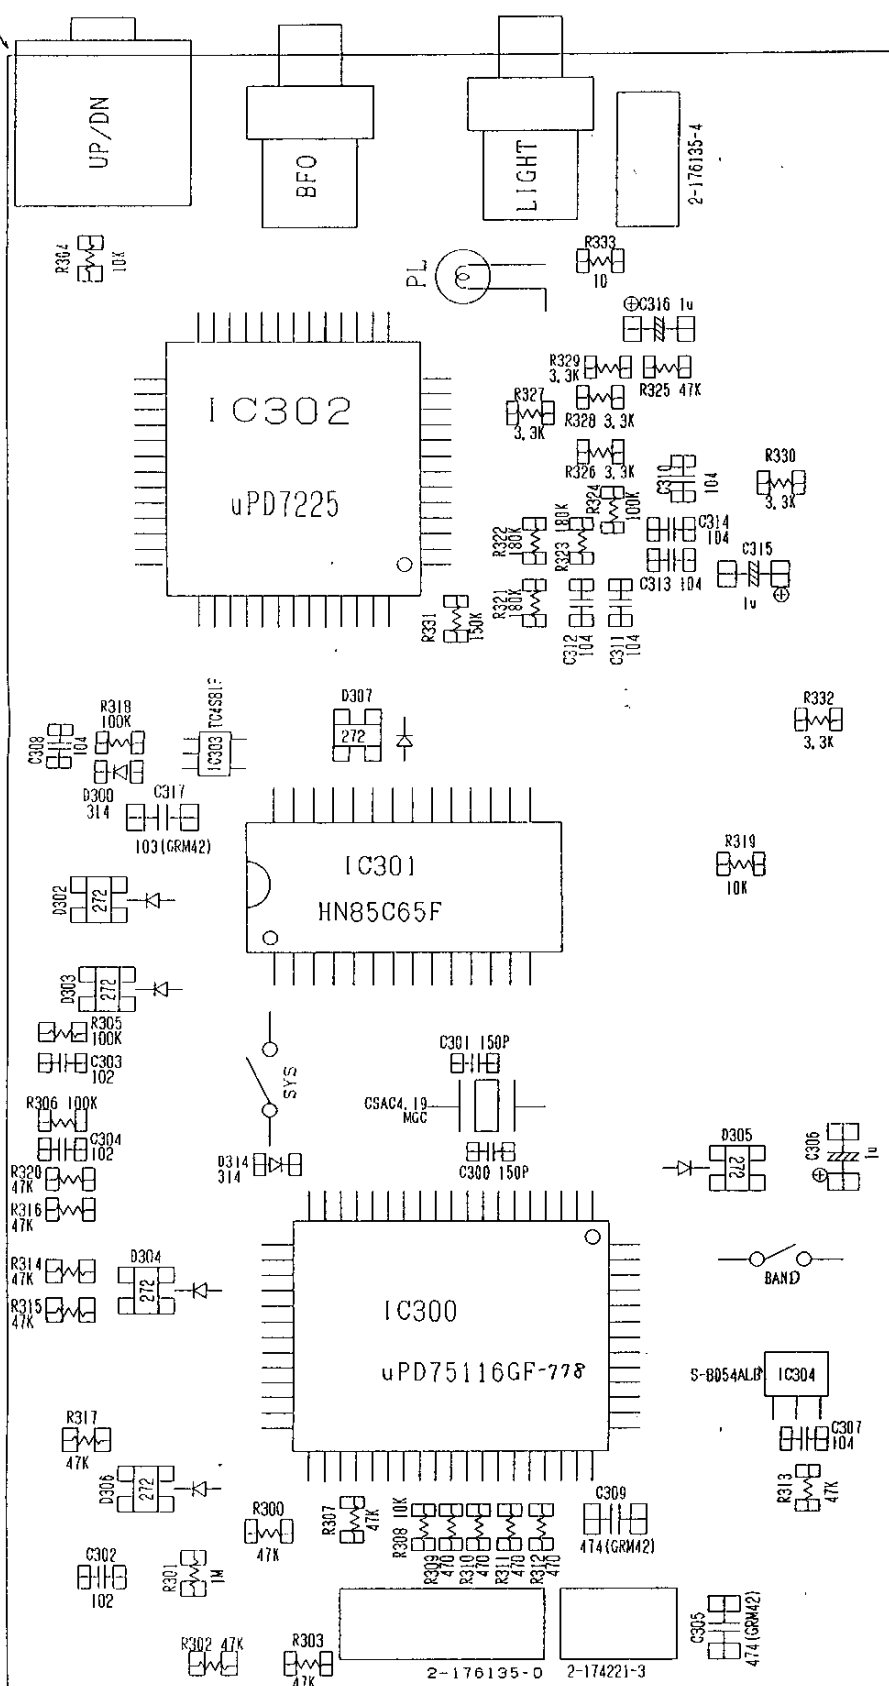 UP/DN
BFO
LIGHT
2-176135-4
R304
10K
PL
R333
10
⊕C316 1u
R329
3.3K
R325 47K
R327
3.3K
R328 3.3K
R326 3.3K
R324
100K
C310
104
R330
3.3K
IC302
uPD7225
R322
180K
180K
R323
C314
104
C313 104
C315
1u
⊕
R321
180K
C312
104
C311
104
R331
150K
R318
100K
C308
104
D300
314
IC303
D307
272
R332
3.3K
C317
103(GRM42)
IC301
HN85C65F
R319
10K
D302
272
D303
272
R305
100K
C303
102
SYS
C301 150P
CSAC4.19
MGC
R306 100K
C304
102
D314
314
C300 150P
D305
272
C306
1u
⊕
R320
47K
R316
47K
R314
47K
R315
47K
D304
272
IC300
uPD75116GF-778
BAND
S-8054ALB
IC304
C307
104
R317
47K
D306
272
R313
47K
R300
47K
R307
47K
10K
R308
R309
470
R310
470
R311
470
R312
470
C309
474(GRM42)
C302
102
R301
1M
C305
474(GRM42)
R302 47K
R303
47K
2-176135-0
2-174221-3